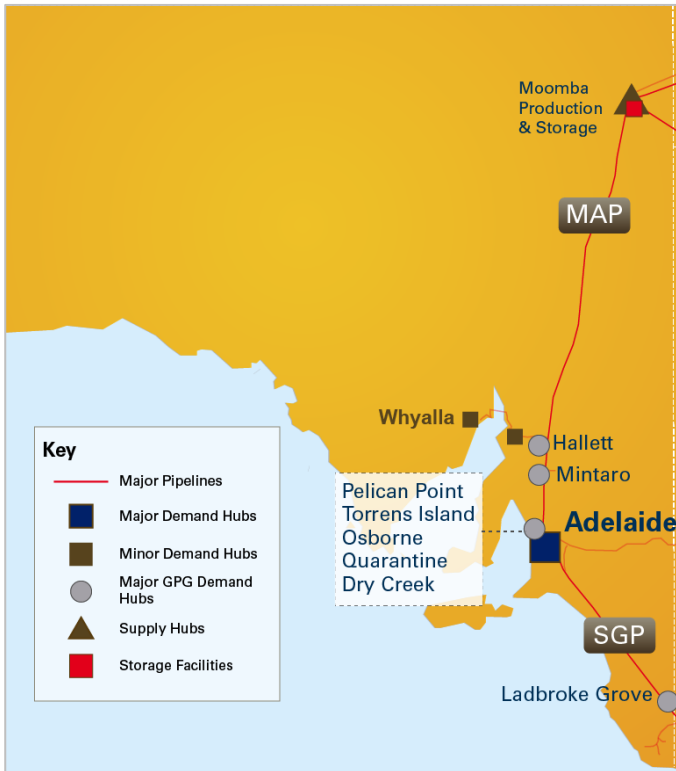 Moomba
Production
& Storage
MAP
Whyalla
Hallett
Mintaro
Pelican Point
Torrens Island
Osborne
Quarantine
Dry Creek
Adelaide
SGP
Ladbroke Grove
Key
Major Pipelines
Major Demand Hubs
Minor Demand Hubs
Major GPG Demand
Hubs
Supply Hubs
Storage Facilities